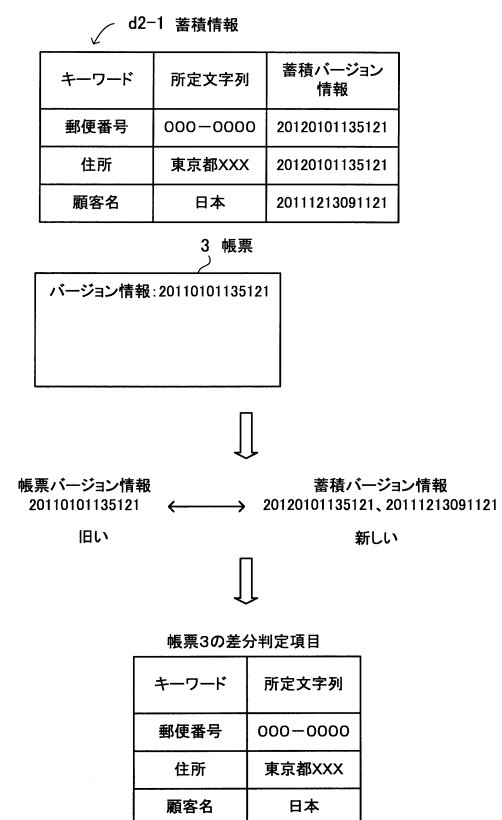 d2-1 蓄積情報
キーワード 所定文字列 蓄積バージョン
情報
郵便番号 000-0000 20120101135121
住所 東京都XXX 20120101135121
顧客名 日本 20111213091121
3 帳票
バージョン情報:20110101135121
帳票バージョン情報 蓄積バージョン情報
20110101135121 20120101135121、20111213091121
旧い 新しい
帳票3の差分判定項目
キーワード 所定文字列
郵便番号 000-0000
住所 東京都XXX
顧客名 日本